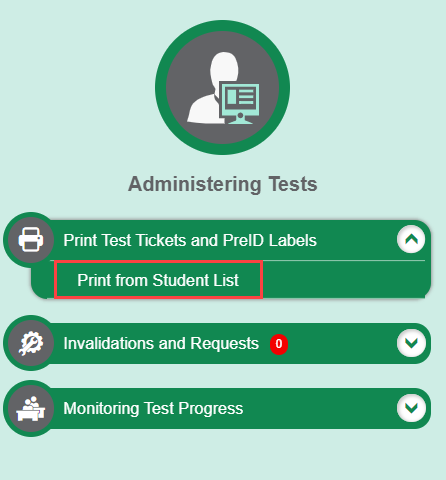 Administering Tests
Print Test Tickets and PreID Labels
Print from Student List
Invalidations and Requests 0
Monitoring Test Progress